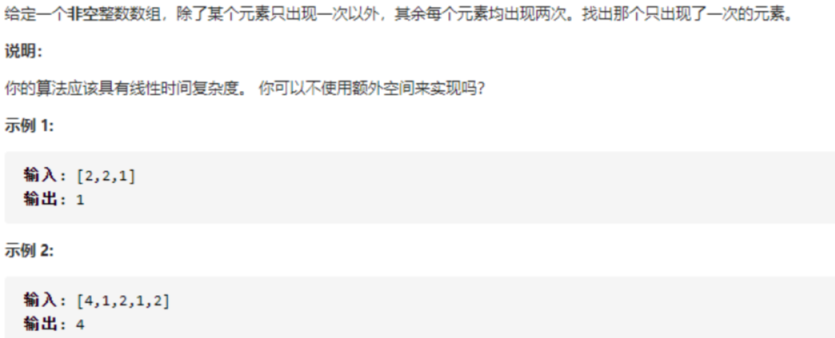 给定一个非空整数数组，除了某个元素只出现一次以外，其余每个元素均出现两次。找出那个只出现了一次的元素。
说明：
你的算法应该具有线性时间复杂度。 你可以不使用额外空间来实现吗？
示例 1:
输入: [2,2,1]
输出: 1
示例 2:
输入: [4,1,2,1,2]
输出: 4